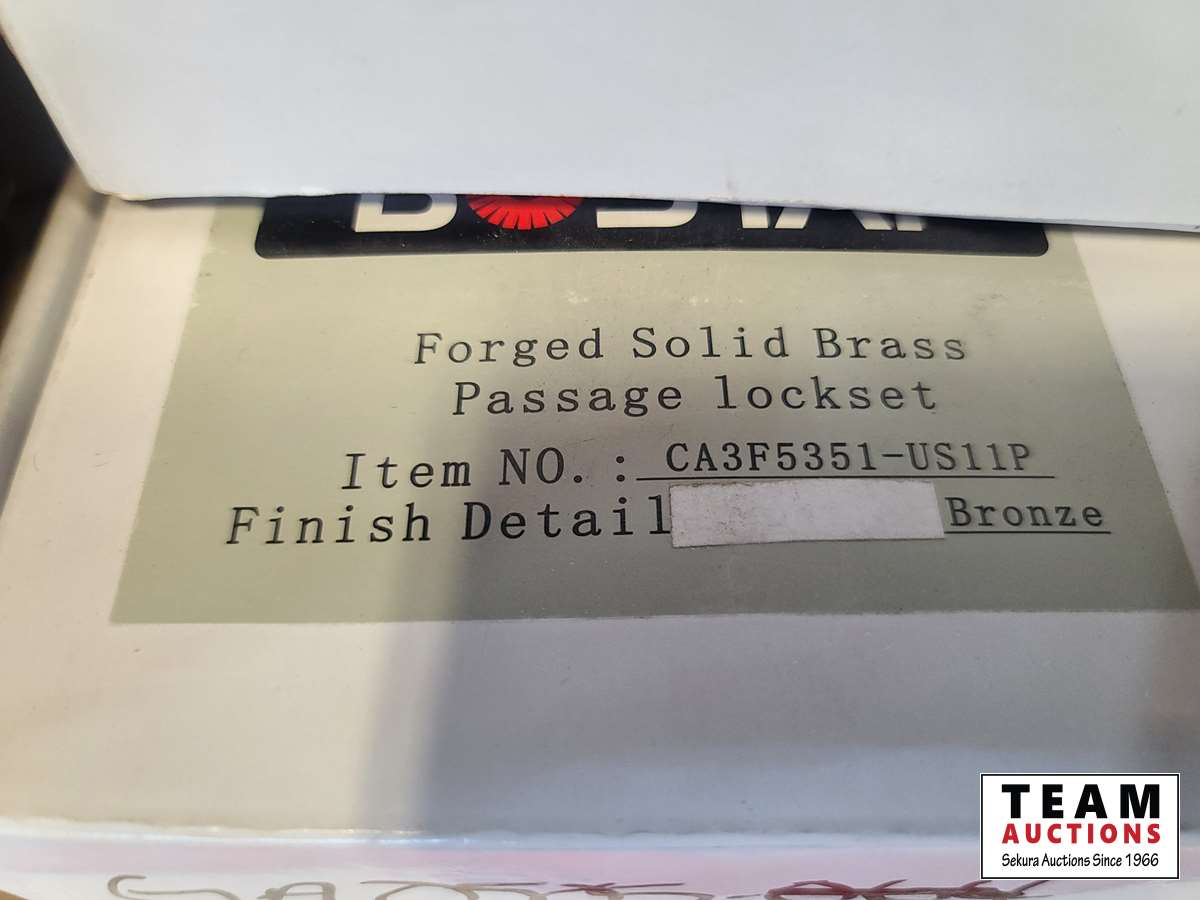 Forged Solid Brass
Passage lockset
Item NO.: CA3F5351-US11P
Finish Detail Bronze
TEAM
AUCTIONS
Sekura Auctions Since 1966